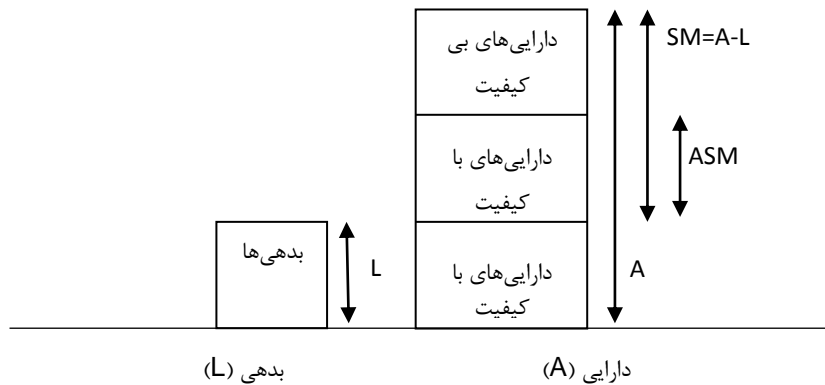 دارایی‌های بی
کیفیت
SM=A-L
دارایی‌های با
کیفیت
ASM
بدهی‌ها
L
دارایی‌های با
کیفیت
A
دارایی (A)
بدهی (L)